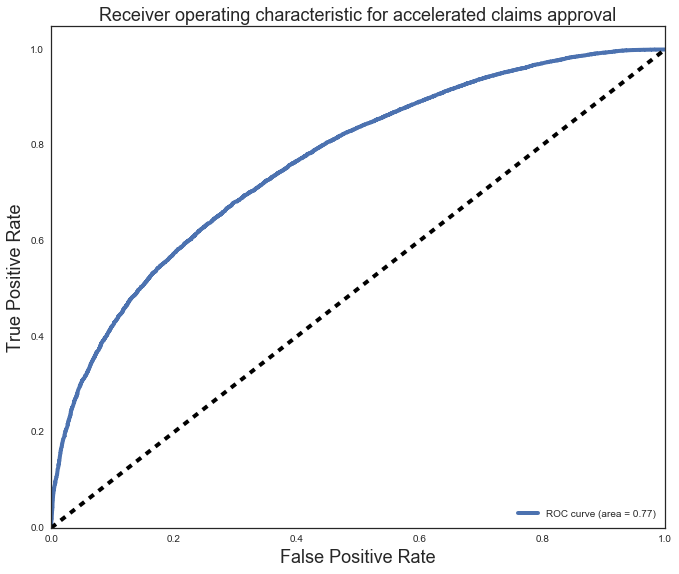 Receiver operating characteristic for accelerated claims approval
True Positive Rate
1.0
0.8
0.6
0.4
0.2
0.0
ROC curve (area = 0.77)
0.0 0.2 0.4 0.6 0.8 1.0
False Positive Rate